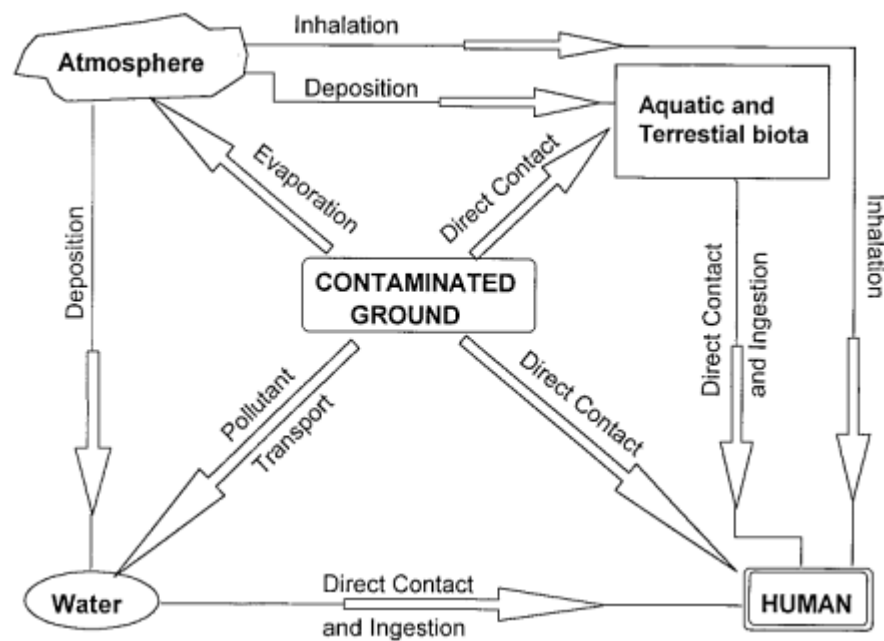 Inhalation
Atmosphere
Deposition
Aquatic and
Terrestial biota
Evaporation
Direct Contact
Deposition
Inhalation
CONTAMINATED
GROUND
Direct Contact
and Ingestion
Pollutant
Transport
Direct Contact
Direct Contact
and Ingestion
Water
HUMAN